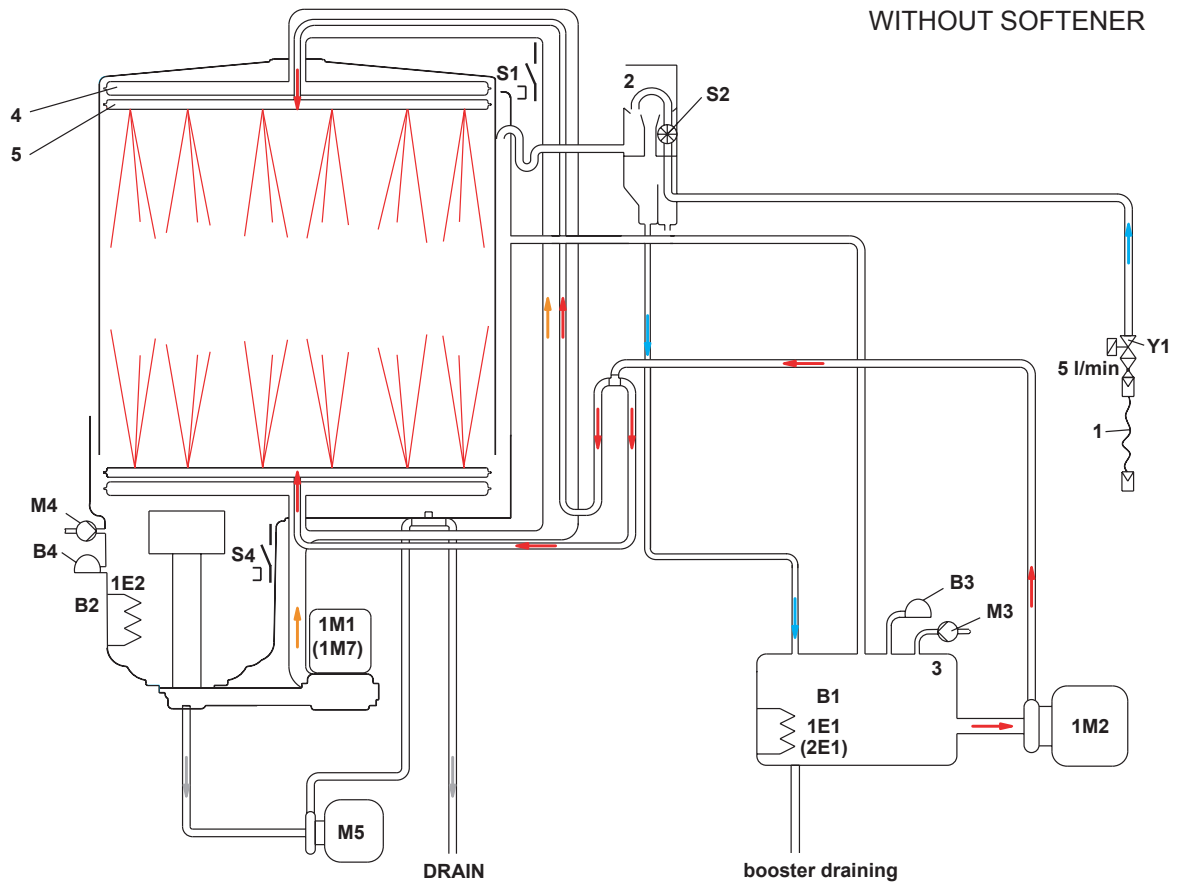 WITHOUT SOFTENER
S1
2
S2
4
5
Y1
5 l/min
1
M4
B4
S4
1E2
B2
B3
M3
1M1
(1M7)
3
B1
1E1
(2E1)
1M2
M5
DRAIN
booster draining